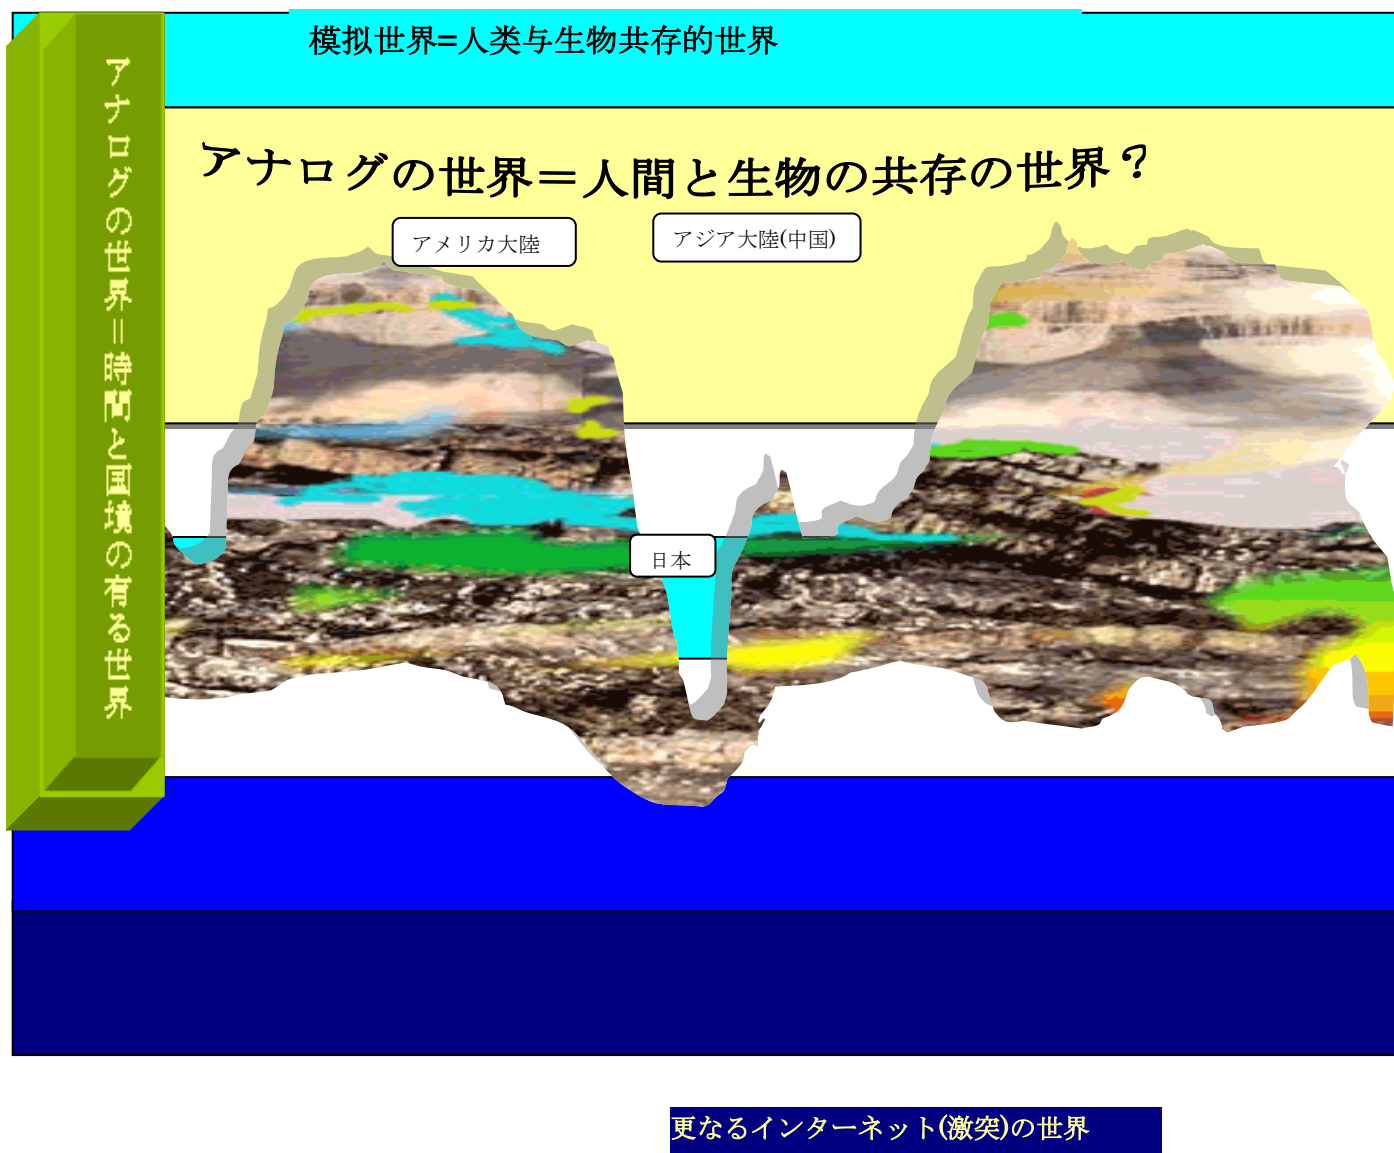 模拟世界=人类与生物共存的世界
アナログの世界＝時間と国境の有る世界
アナログの世界＝人間と生物の共存の世界？
アメリカ大陸
アジア大陸(中国)
日本
更なるインターネット(激突)の世界